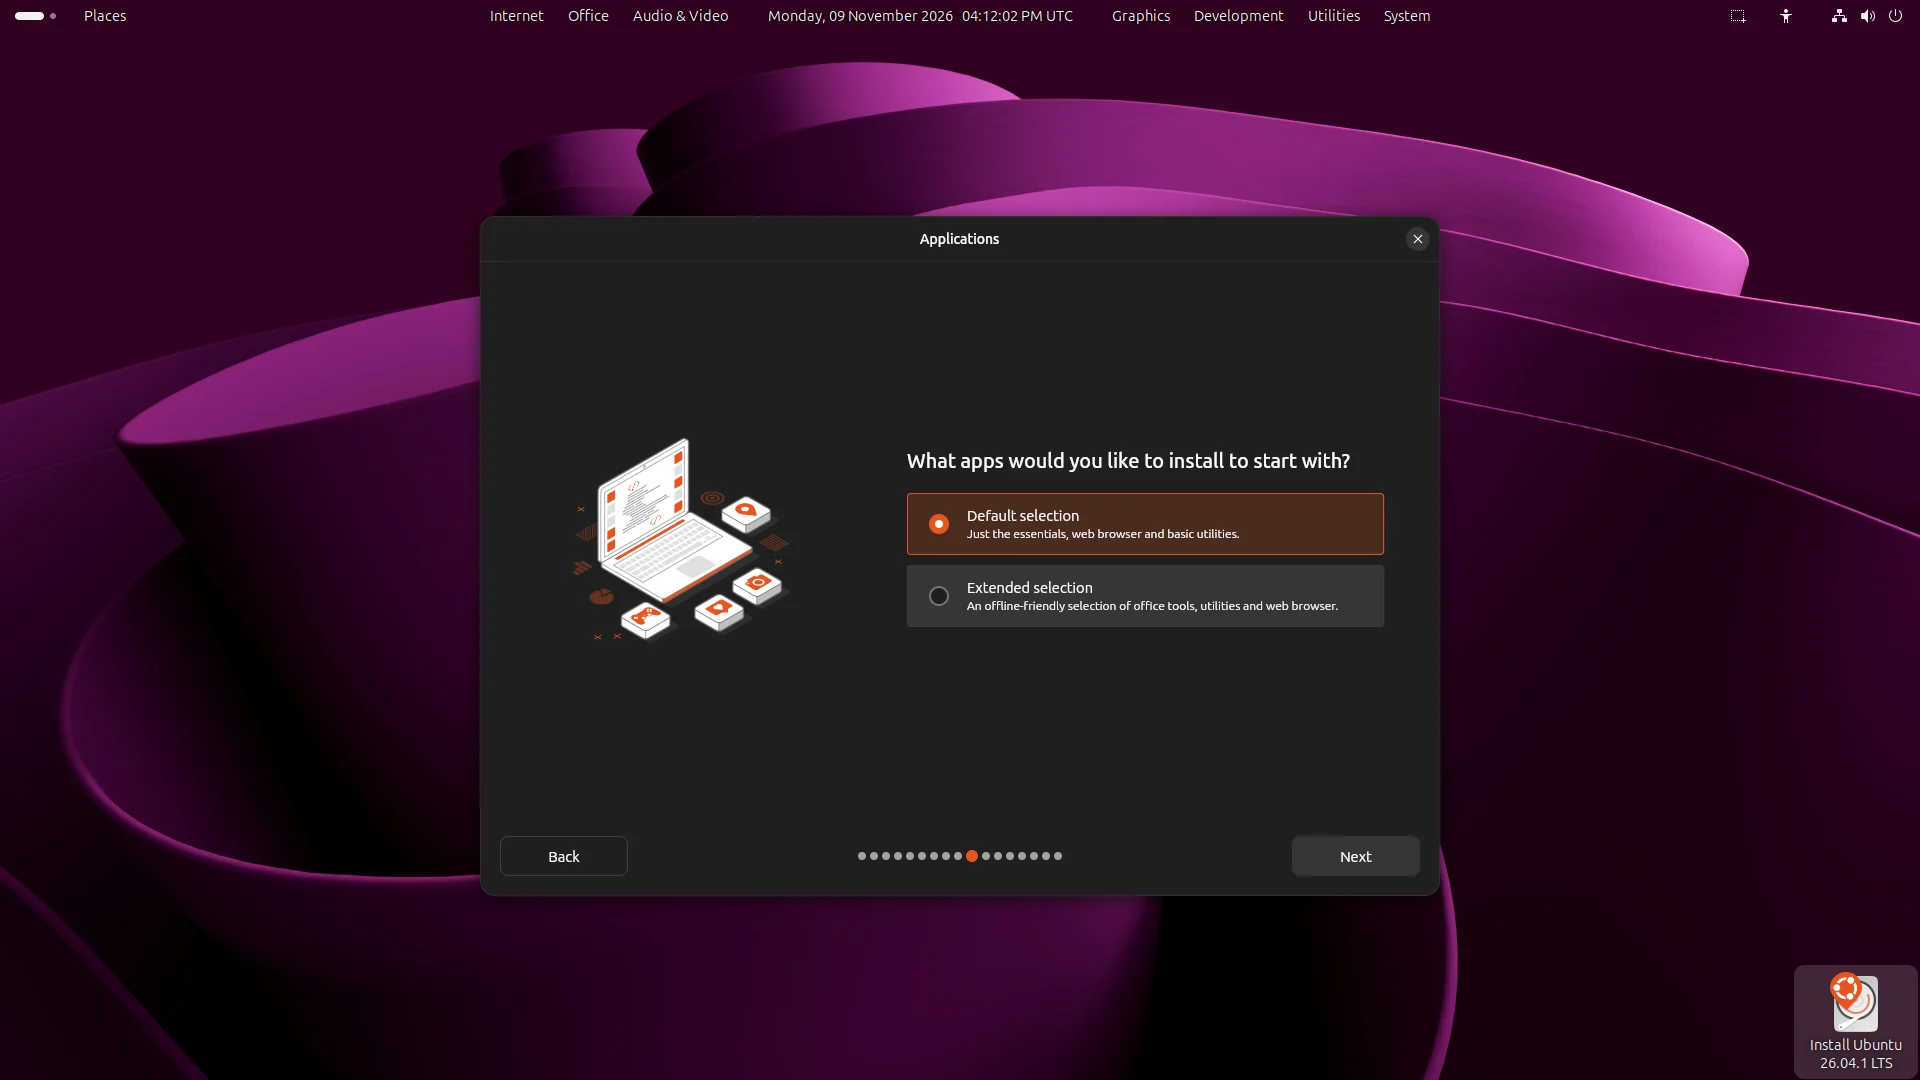 Places
Internet
Office
Audio & Video
Monday, 09 November 2026 04:12:02 PM UTC
Graphics
Development
Utilities
System
Applications
What apps would you like to install to start with?
Default selection
Just the essentials, web browser and basic utilities.
Extended selection
An offline-friendly selection of office tools, utilities and web browser.
Back
Next
Install Ubuntu
26.04.1 LTS